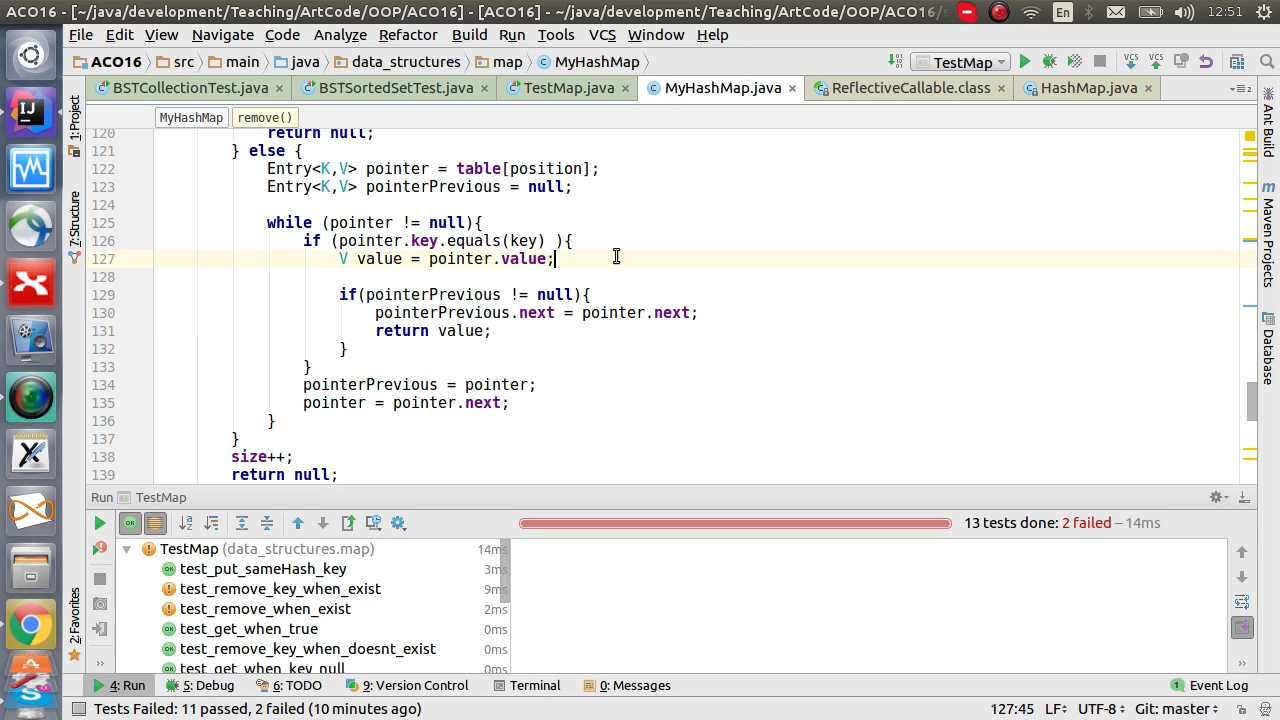 ACO16 - [~/java/development/Teaching/ArtCode/OOP/ACO16] - [ACO16] - ~/java/development/Teaching/ArtCode/OOP/ACO16/s En 12:51
File Edit View Navigate Code Analyze Refactor Build Run Tools VCS Window Help
ACO16 src main java data_structures map MyHashMap TestMap VCS VCS
BSTCollectionTest.java BSTSortedSetTest.java TestMap.java MyHashMap.java ReflectiveCallable.class HashMap.java
MyHashMap remove()
120 return null;
121 } else {
122 Entry<K,V> pointer = table[position];
123 Entry<K,V> pointerPrevious = null;
124
125 while (pointer != null){
126 if (pointer.key.equals(key) ){
127 V value = pointer.value;
128
129 if(pointerPrevious != null){
130 pointerPrevious.next = pointer.next;
131 return value;
132 }
133 }
134 pointerPrevious = pointer;
135 pointer = pointer.next;
136 }
137 }
138 size++;
139 return null;
1: Project
7: Structure
2: Favorites
Ant Build
Maven Projects
Database
Run TestMap
13 tests done: 2 failed – 14ms
TestMap (data_structures.map) 14ms
test_put_sameHash_key 3ms
test_remove_key_when_exist 9ms
test_remove_when_exist 2ms
test_get_when_true 0ms
test_remove_key_when_doesnt_exist 0ms
test_get_when_key_null 0ms
4: Run 5: Debug 6: TODO 9: Version Control Terminal 0: Messages 1 Event Log
Tests Failed: 11 passed, 2 failed (10 minutes ago) 127:45 LF÷ UTF-8÷ Git: master÷